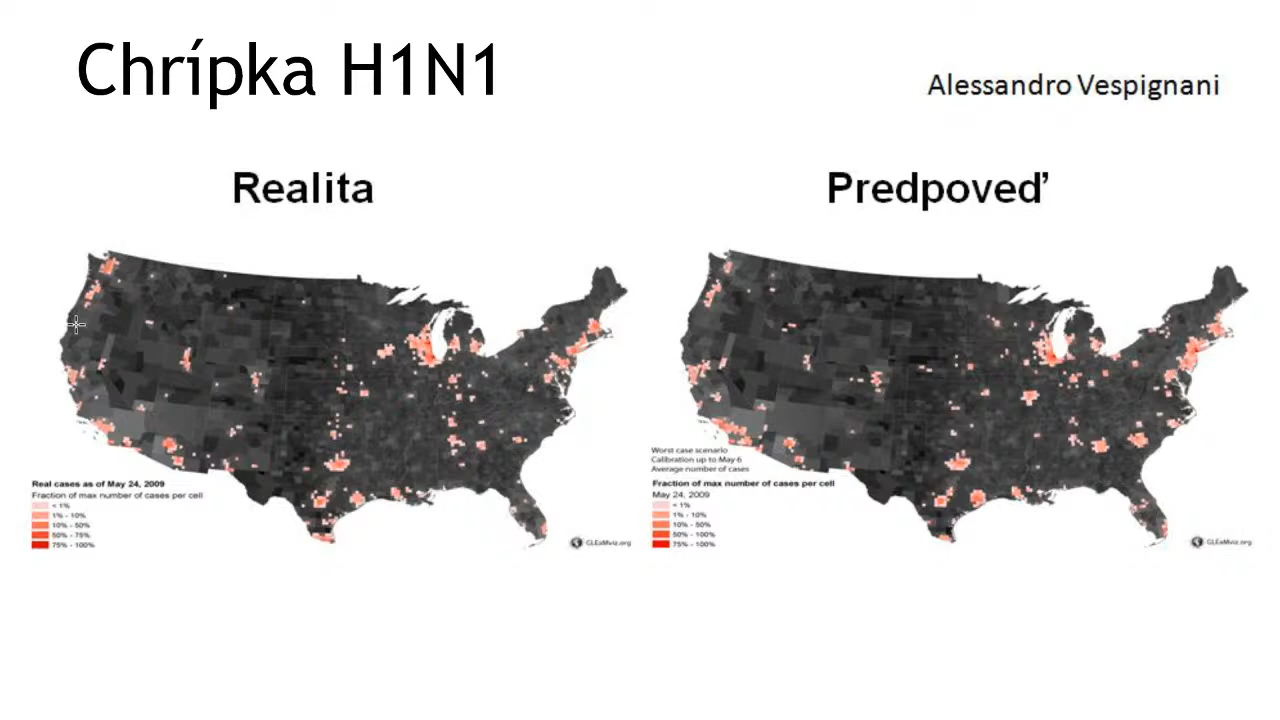 Chrípka H1N1
Alessandro Vespignani
Realita
Predpoveď
Real cases as of May 24, 2009
Fraction of max number of cases per cell
< 1%
1% - 10%
10% - 50%
50% - 75%
75% - 100%
GLEaMviz.org
Worst case scenario
Calibration up to May 6
Average number of cases
Fraction of max number of cases per cell
May 24, 2009
< 1%
1% - 10%
10% - 50%
50% - 100%
75% - 100%
GLEaMviz.org